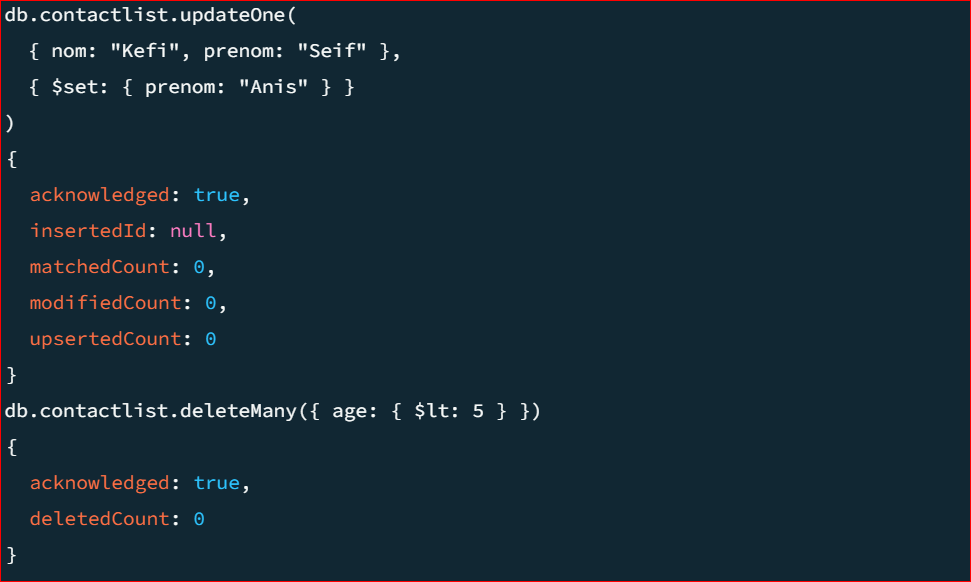 db.contactlist.updateOne(
  { nom: "Kefi", prenom: "Seif" },
  { $set: { prenom: "Anis" } }
)
{
  acknowledged: true,
  insertedId: null,
  matchedCount: 0,
  modifiedCount: 0,
  upsertedCount: 0
}
db.contactlist.deleteMany({ age: { $lt: 5 } })
{
  acknowledged: true,
  deletedCount: 0
}